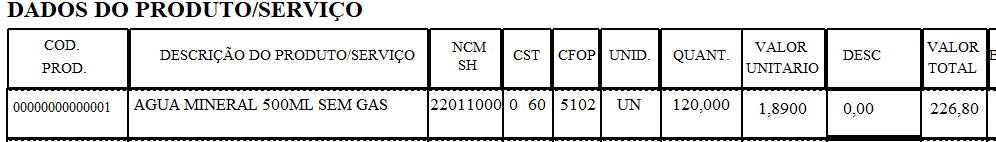 DADOS DO PRODUTO/SERVIÇO
COD. PROD. DESCRIÇÃO DO PRODUTO/SERVIÇO NCM SH CST CFOP UNID. QUANT. VALOR UNITARIO DESC VALOR TOTAL
00000000000001 AGUA MINERAL 500ML SEM GAS 22011000 0 60 5102 UN 120,000 1,8900 0,00 226,80